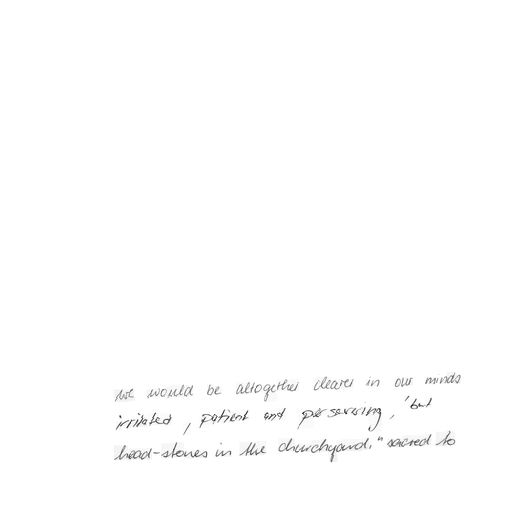 we would be altogether clearer in our minds
irritated , patient and persevering , 'but
head-stones in the churchyard. " sacred to